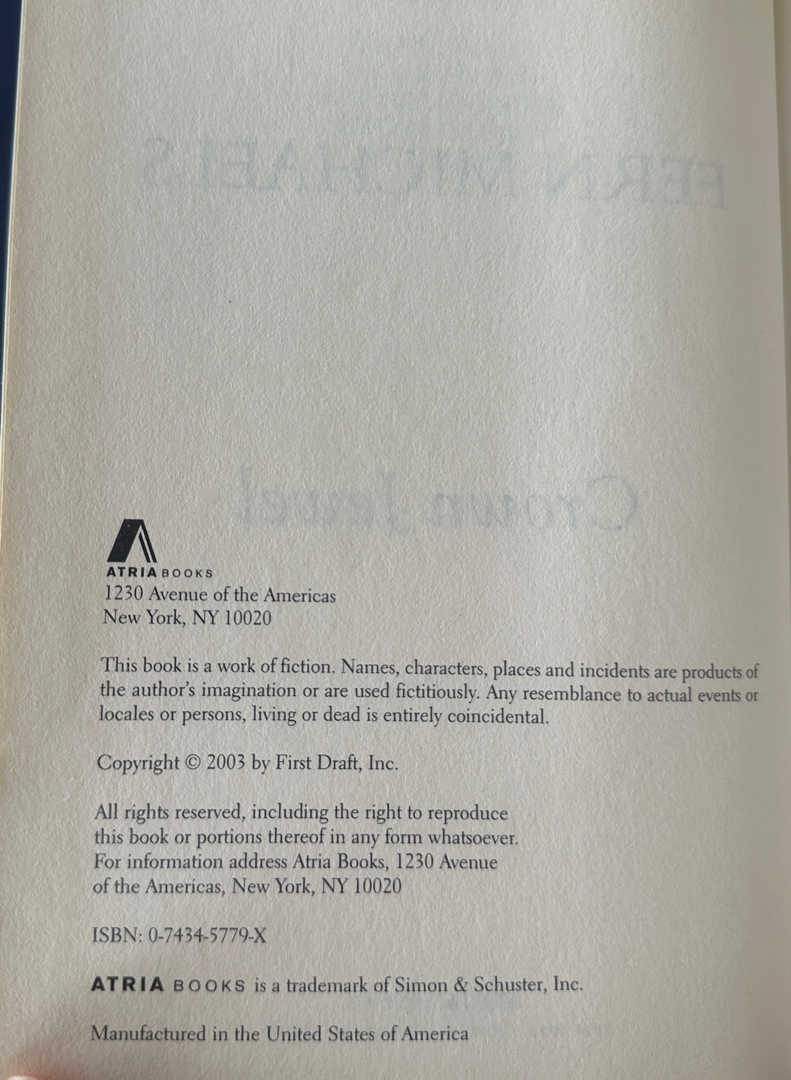 FERN MICHAELS
Crown Jewel
ATRIA BOOKS
1230 Avenue of the Americas
New York, NY 10020
This book is a work of fiction. Names, characters, places and incidents are products of
the author's imagination or are used fictitiously. Any resemblance to actual events or
locales or persons, living or dead is entirely coincidental.
Copyright © 2003 by First Draft, Inc.
All rights reserved, including the right to reproduce
this book or portions thereof in any form whatsoever.
For information address Atria Books, 1230 Avenue
of the Americas, New York, NY 10020
ISBN: 0-7434-5779-X
ATRIA BOOKS is a trademark of Simon & Schuster, Inc.
Manufactured in the United States of America